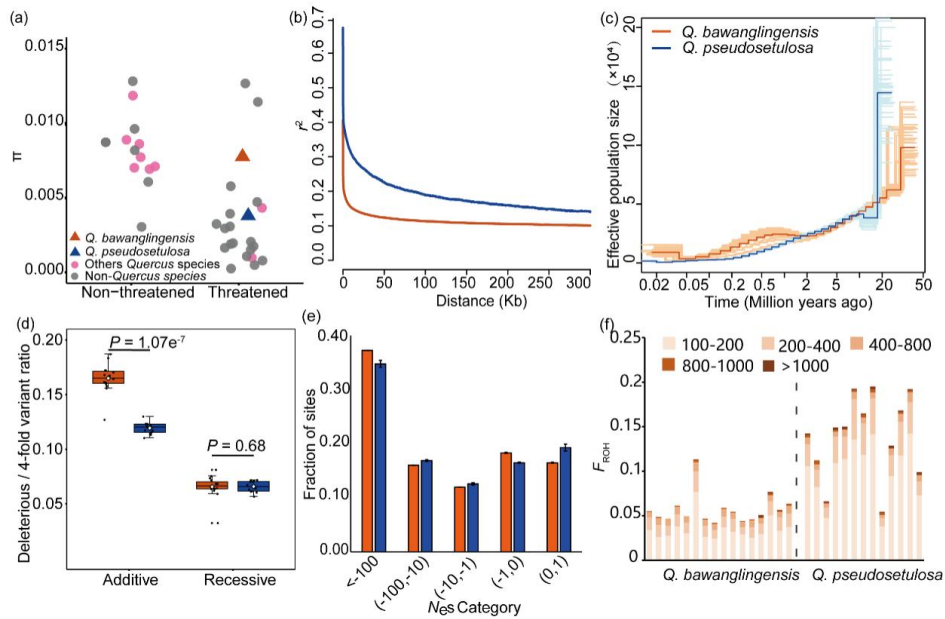 (a)
0.015
0.010
0.005
0.000
π
Q. bawanglingensis
Q. pseudosetulosa
Others Quercus species
Non-Quercus species
Non-threatened
Threatened
(b)
0.7
0.6
0.5
0.4
0.3
0.2
0.1
0.0
r²
0
50
100
150
200
250
300
Distance (Kb)
(c)
Q. bawanglingensis
Q. pseudosetulosa
Effective population size (×10⁴)
20
15
10
5
0
0.02
0.05
0.2
0.5
2
5
20
50
Time (Million years ago)
(d)
Deleterious / 4-fold variant ratio
0.20
0.15
0.10
0.05
P = 1.07e⁻⁷
P = 0.68
Additive
Recessive
(e)
Fraction of sites
0.40
0.30
0.20
0.10
0.00
<-100
(-100,-10)
(-10,-1)
(-1,0)
(0,1)
Nes Category
(f)
100-200
200-400
400-800
800-1000
>1000
FROH
0.2
0.15
0.1
0.05
0
Q. bawanglingensis
Q. pseudosetulosa